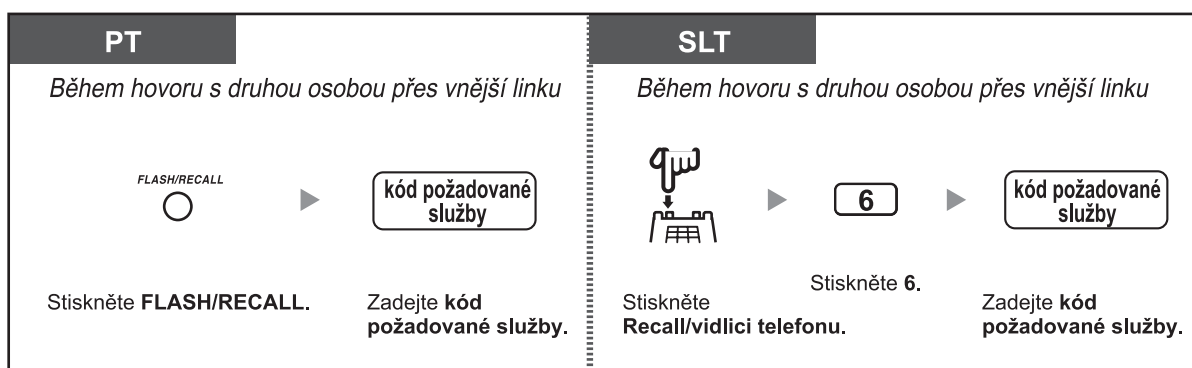 PT
Během hovoru s druhou osobou přes vnější linku
FLASH/RECALL
kód požadované
služby
Stiskněte FLASH/RECALL.
Zadejte kód
požadované služby.
SLT
Během hovoru s druhou osobou přes vnější linku
6
kód požadované
služby
Stiskněte
Recall/vidlici telefonu.
Stiskněte 6.
Zadejte kód
požadované služby.